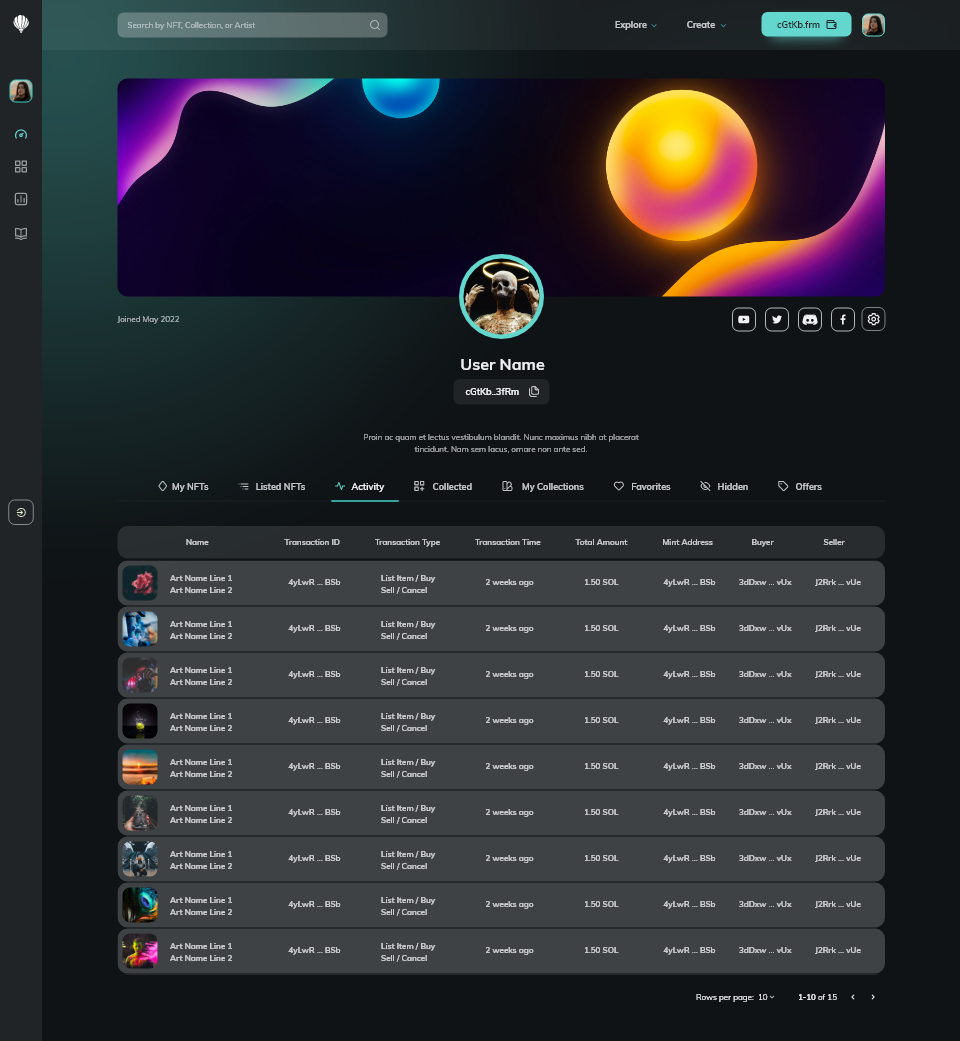 Search by NFT, Collection, or Artist
Explore
Create
cGtKb.frm
Joined May 2022
User Name
cGtKb..3fRm
Proin ac quam et lectus vestibulum blandit. Nunc maximus nibh at placerat
tincidunt. Nam sem lacus, ornare non ante sed.
My NFTs
Listed NFTs
Activity
Collected
My Collections
Favorites
Hidden
Offers
Name Transaction ID Transaction Type Transaction Time Total Amount Mint Address Buyer Seller
Art Name Line 1 List Item / Buy
4yLwR ... BSb 2 weeks ago 1.50 SOL 4yLwR ... BSb 3dDxw ... vUx J2Rrk ... vUe
Art Name Line 2 Sell / Cancel
Art Name Line 1 List Item / Buy
4yLwR ... BSb 2 weeks ago 1.50 SOL 4yLwR ... BSb 3dDxw ... vUx J2Rrk ... vUe
Art Name Line 2 Sell / Cancel
Art Name Line 1 List Item / Buy
4yLwR ... BSb 2 weeks ago 1.50 SOL 4yLwR ... BSb 3dDxw ... vUx J2Rrk ... vUe
Art Name Line 2 Sell / Cancel
Art Name Line 1 List Item / Buy
4yLwR ... BSb 2 weeks ago 1.50 SOL 4yLwR ... BSb 3dDxw ... vUx J2Rrk ... vUe
Art Name Line 2 Sell / Cancel
Art Name Line 1 List Item / Buy
4yLwR ... BSb 2 weeks ago 1.50 SOL 4yLwR ... BSb 3dDxw ... vUx J2Rrk ... vUe
Art Name Line 2 Sell / Cancel
Art Name Line 1 List Item / Buy
4yLwR ... BSb 2 weeks ago 1.50 SOL 4yLwR ... BSb 3dDxw ... vUx J2Rrk ... vUe
Art Name Line 2 Sell / Cancel
Art Name Line 1 List Item / Buy
4yLwR ... BSb 2 weeks ago 1.50 SOL 4yLwR ... BSb 3dDxw ... vUx J2Rrk ... vUe
Art Name Line 2 Sell / Cancel
Art Name Line 1 List Item / Buy
4yLwR ... BSb 2 weeks ago 1.50 SOL 4yLwR ... BSb 3dDxw ... vUx J2Rrk ... vUe
Art Name Line 2 Sell / Cancel
Art Name Line 1 List Item / Buy
4yLwR ... BSb 2 weeks ago 1.50 SOL 4yLwR ... BSb 3dDxw ... vUx J2Rrk ... vUe
Art Name Line 2 Sell / Cancel
Rows per page: 10 1-10 of 15